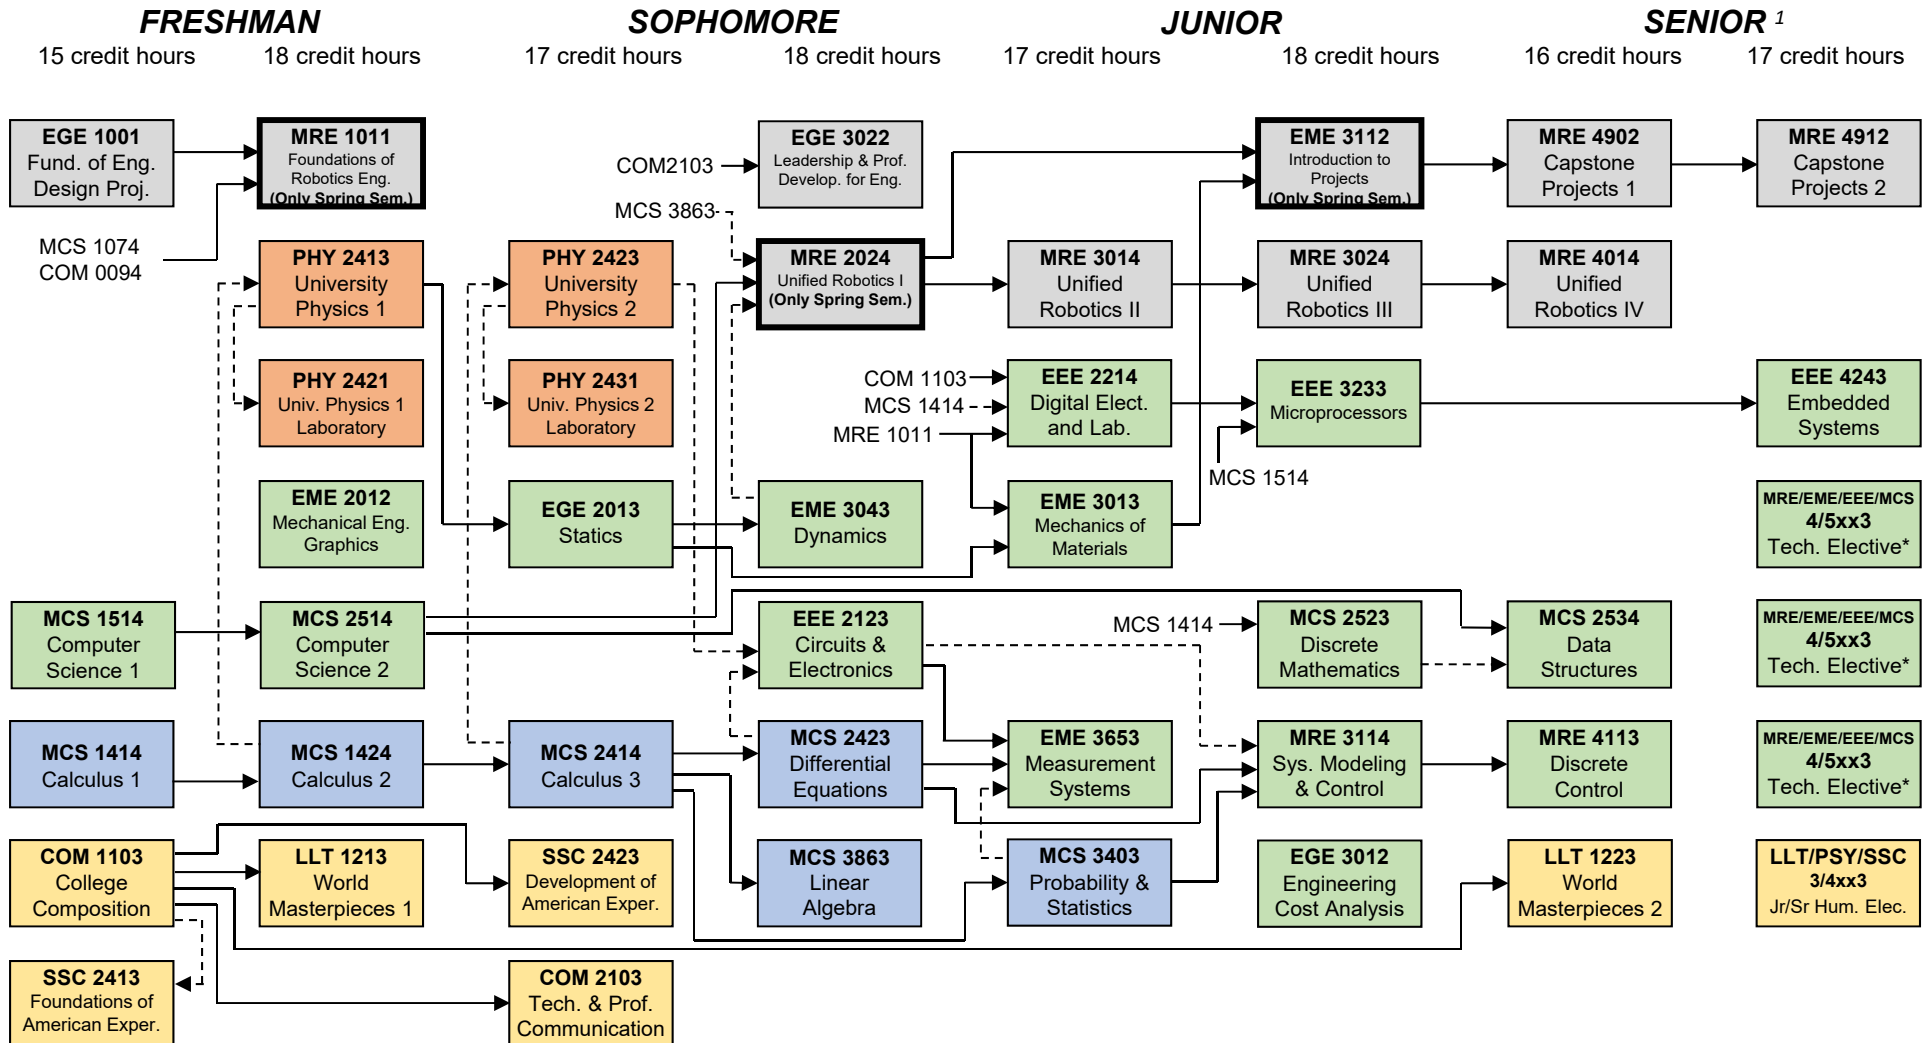 FRESHMAN
SOPHOMORE
JUNIOR
SENIOR 1
15 credit hours
18 credit hours
17 credit hours
18 credit hours
17 credit hours
18 credit hours
16 credit hours
17 credit hours
EGE 1001
Fund. of Eng.
Design Proj.
MRE 1011
Foundations of
Robotics Eng.
(Only Spring Sem.)
COM2103
EGE 3022
Leadership & Prof.
Develop. for Eng.
EME 3112
Introduction to
Projects
(Only Spring Sem.)
MRE 4902
Capstone
Projects 1
MRE 4912
Capstone
Projects 2
MCS 1074
COM 0094
MCS 3863
PHY 2413
University
Physics 1
PHY 2423
University
Physics 2
MRE 2024
Unified Robotics I
(Only Spring Sem.)
MRE 3014
Unified
Robotics II
MRE 3024
Unified
Robotics III
MRE 4014
Unified
Robotics IV
PHY 2421
Univ. Physics 1
Laboratory
PHY 2431
Univ. Physics 2
Laboratory
COM 1103
MCS 1414
MRE 1011
EEE 2214
Digital Elect.
and Lab.
EEE 3233
Microprocessors
MCS 1514
EEE 4243
Embedded
Systems
EME 2012
Mechanical Eng.
Graphics
EGE 2013
Statics
EME 3043
Dynamics
EME 3013
Mechanics of
Materials
MRE/EME/EEE/MCS
4/5xx3
Tech. Elective*
MCS 1514
Computer
Science 1
MCS 2514
Computer
Science 2
EEE 2123
Circuits &
Electronics
MCS 1414
MCS 2523
Discrete
Mathematics
MCS 2534
Data
Structures
MRE/EME/EEE/MCS
4/5xx3
Tech. Elective*
MCS 1414
Calculus 1
MCS 1424
Calculus 2
MCS 2414
Calculus 3
MCS 2423
Differential
Equations
EME 3653
Measurement
Systems
MRE 3114
Sys. Modeling
& Control
MRE 4113
Discrete
Control
MRE/EME/EEE/MCS
4/5xx3
Tech. Elective*
COM 1103
College
Composition
LLT 1213
World
Masterpieces 1
SSC 2423
Development of
American Exper.
MCS 3863
Linear
Algebra
MCS 3403
Probability &
Statistics
EGE 3012
Engineering
Cost Analysis
LLT 1223
World
Masterpieces 2
LLT/PSY/SSC
3/4xx3
Jr/Sr Hum. Elec.
SSC 2413
Foundations of
American Exper.
COM 2103
Tech. & Prof.
Communication